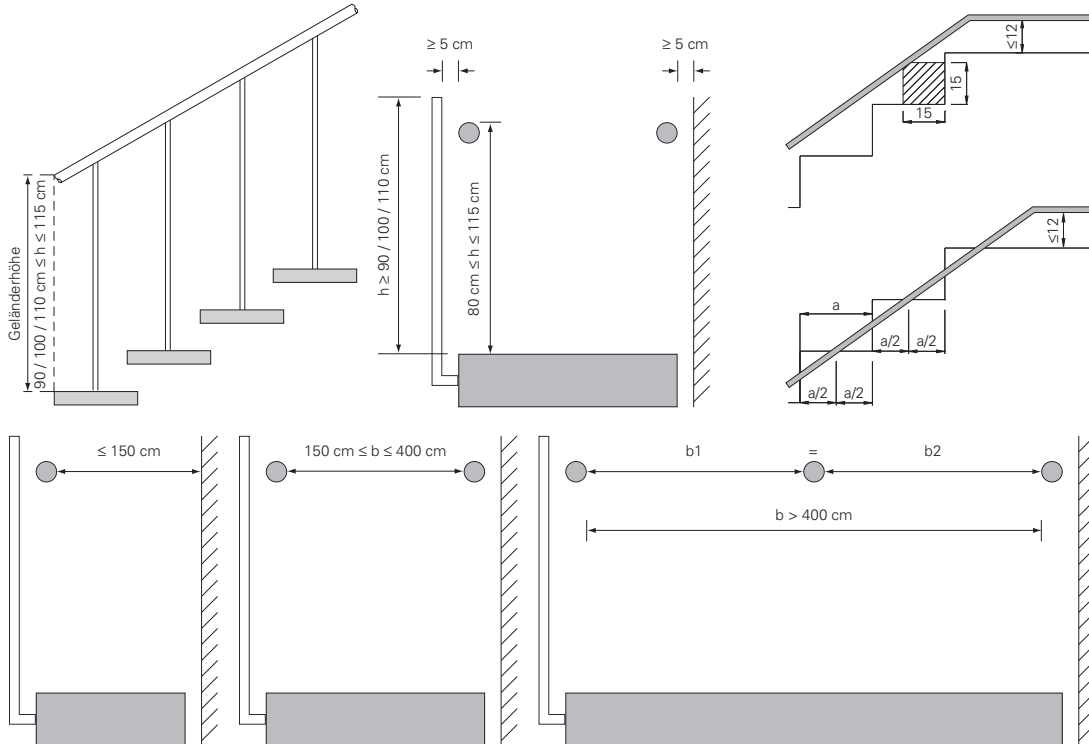 Geländerhöhe
90 / 100 / 110 cm ≤ h ≤ 115 cm
≥ 5 cm
≥ 5 cm
h ≥ 90 / 100 / 110 cm
80 cm ≤ h ≤ 115 cm
≤12
15
15
≤12
a
a/2
a/2
a/2
a/2
≤ 150 cm
150 cm ≤ b ≤ 400 cm
b1
=
b2
b > 400 cm